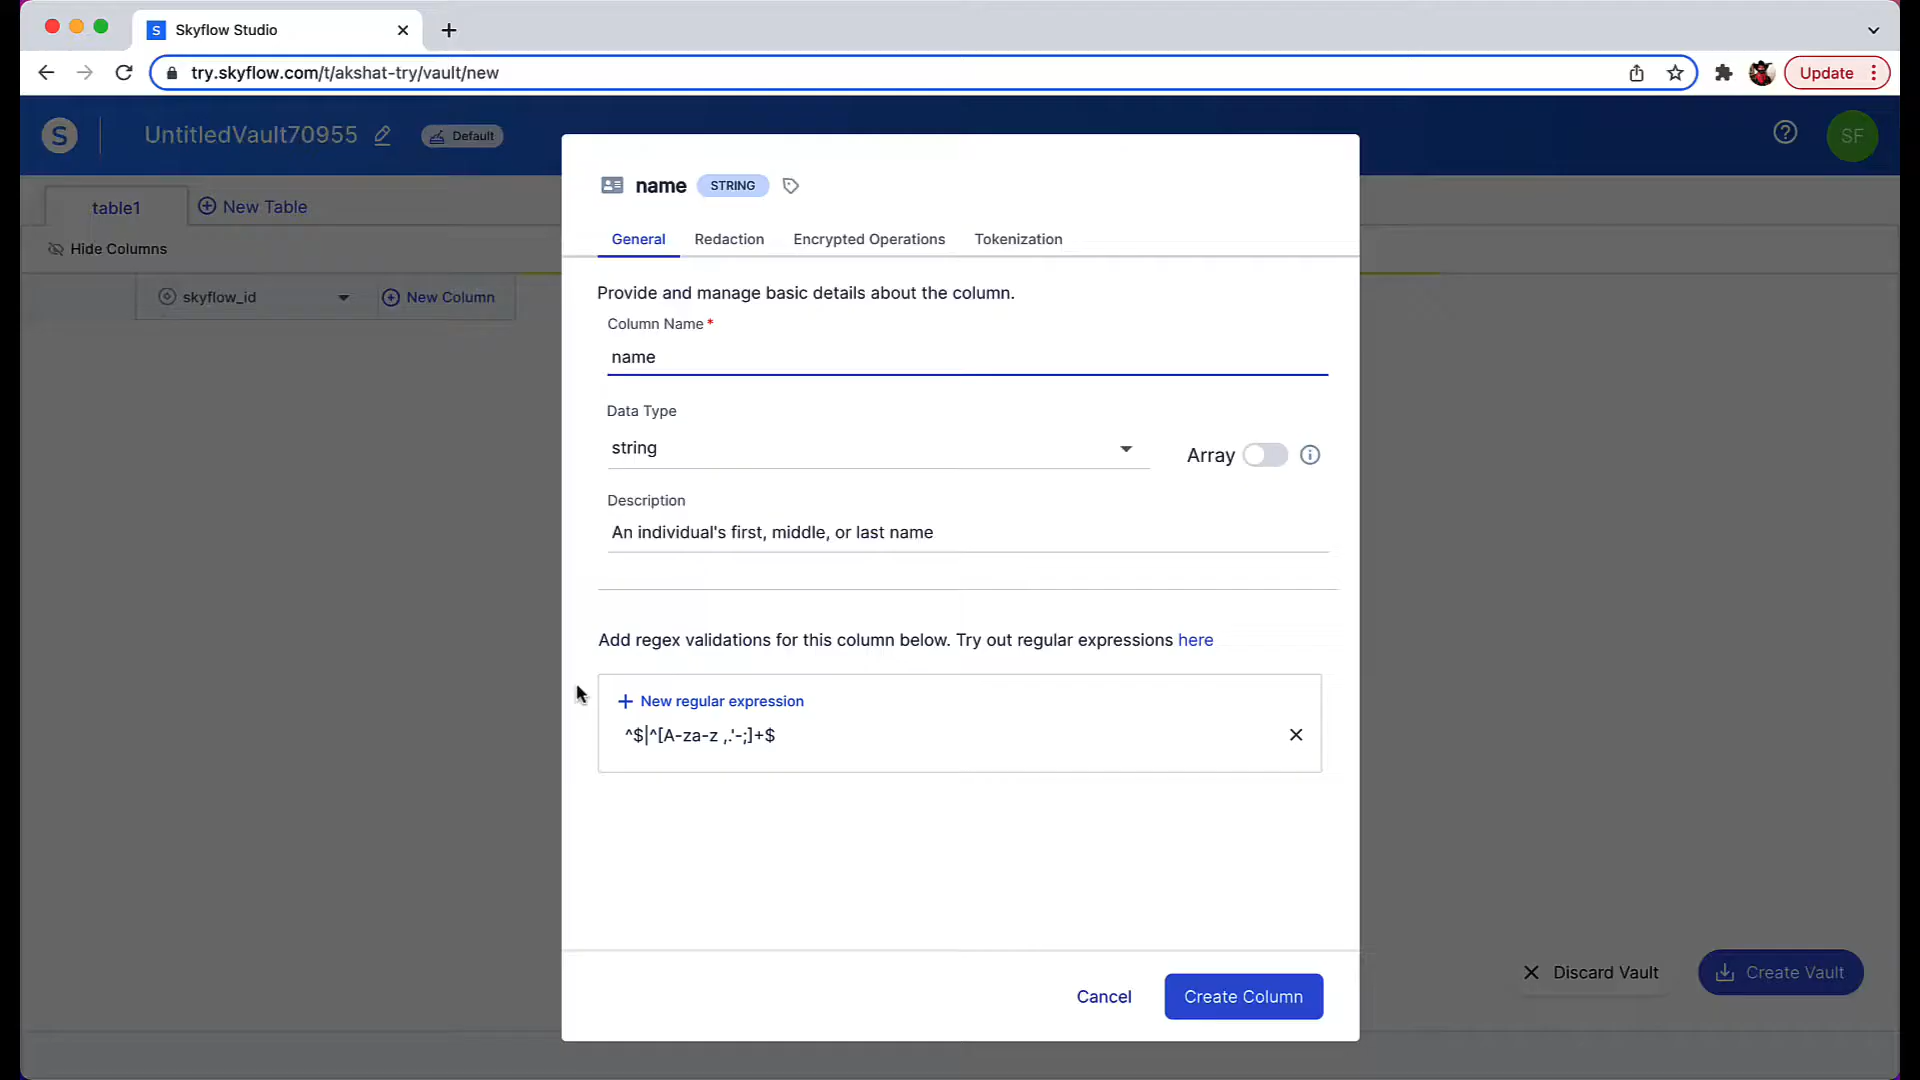 S Skyflow Studio
try.skyflow.com/t/akshat-try/vault/new
Update
S UntitledVault70955 Default
SF
table1 New Table
Hide Columns
skyflow_id New Column
name STRING
General Redaction Encrypted Operations Tokenization
Provide and manage basic details about the column.
Column Name *
name
Data Type
string
Array
Description
An individual's first, middle, or last name
Add regex validations for this column below. Try out regular expressions here
+ New regular expression
^$|^[A-za-z ,.'-;]+$
Cancel Create Column
Discard Vault Create Vault